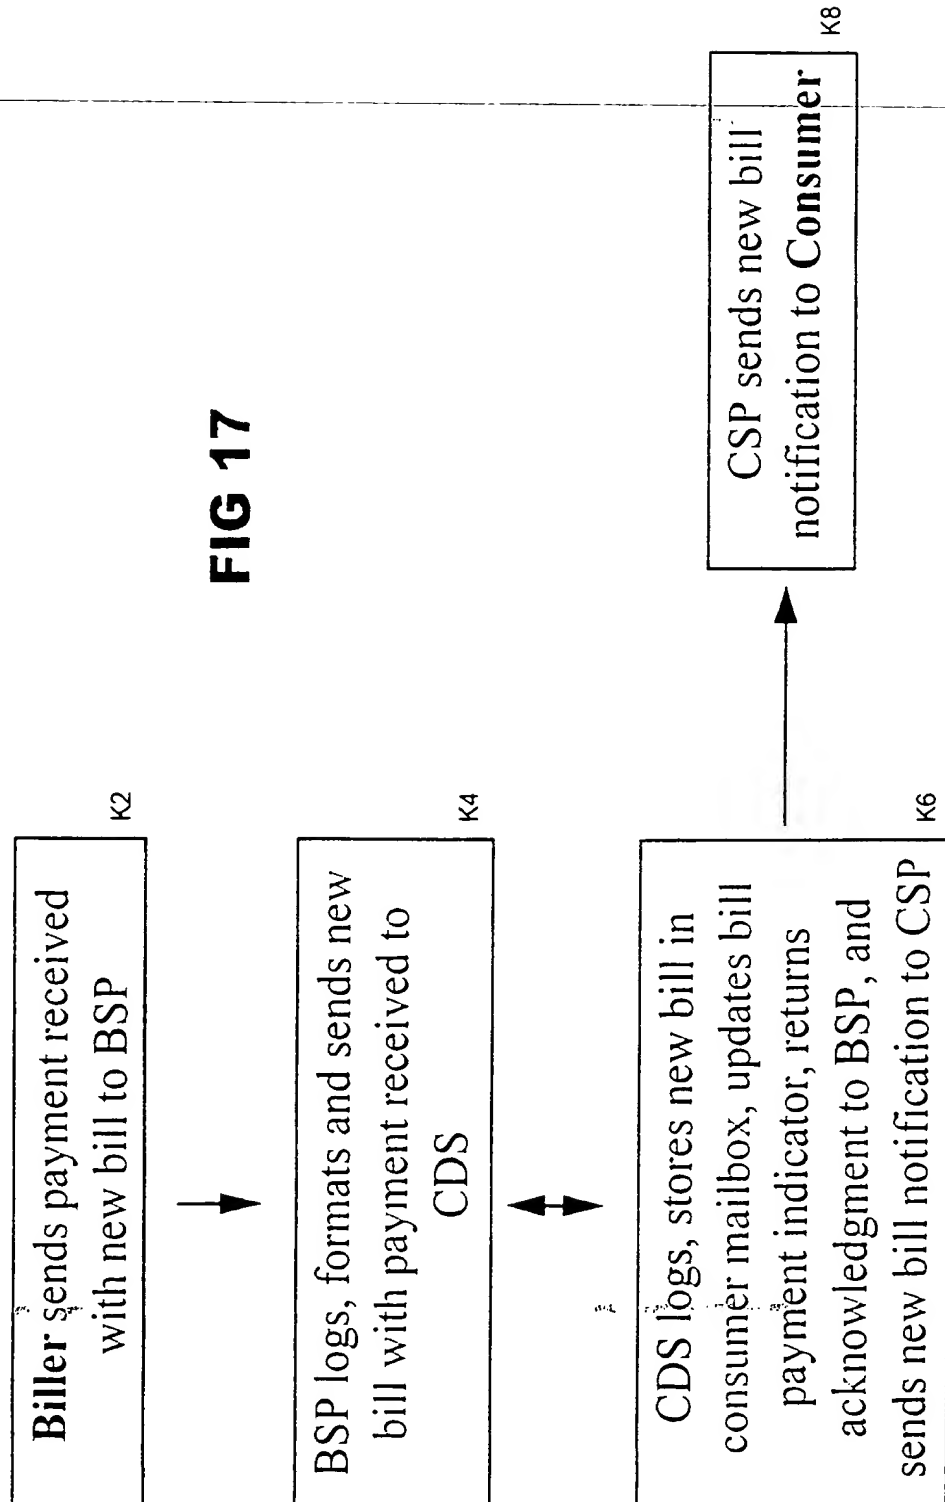 FIG 17
Biller sends payment received
with new bill to BSP
K2
BSP logs, formats and sends new
bill with payment received to
CDS
K4
CDS logs, stores new bill in
consumer mailbox, updates bill
payment indicator, returns
acknowledgment to BSP, and
sends new bill notification to CSP
K6
CSP sends new bill
notification to Consumer
K8